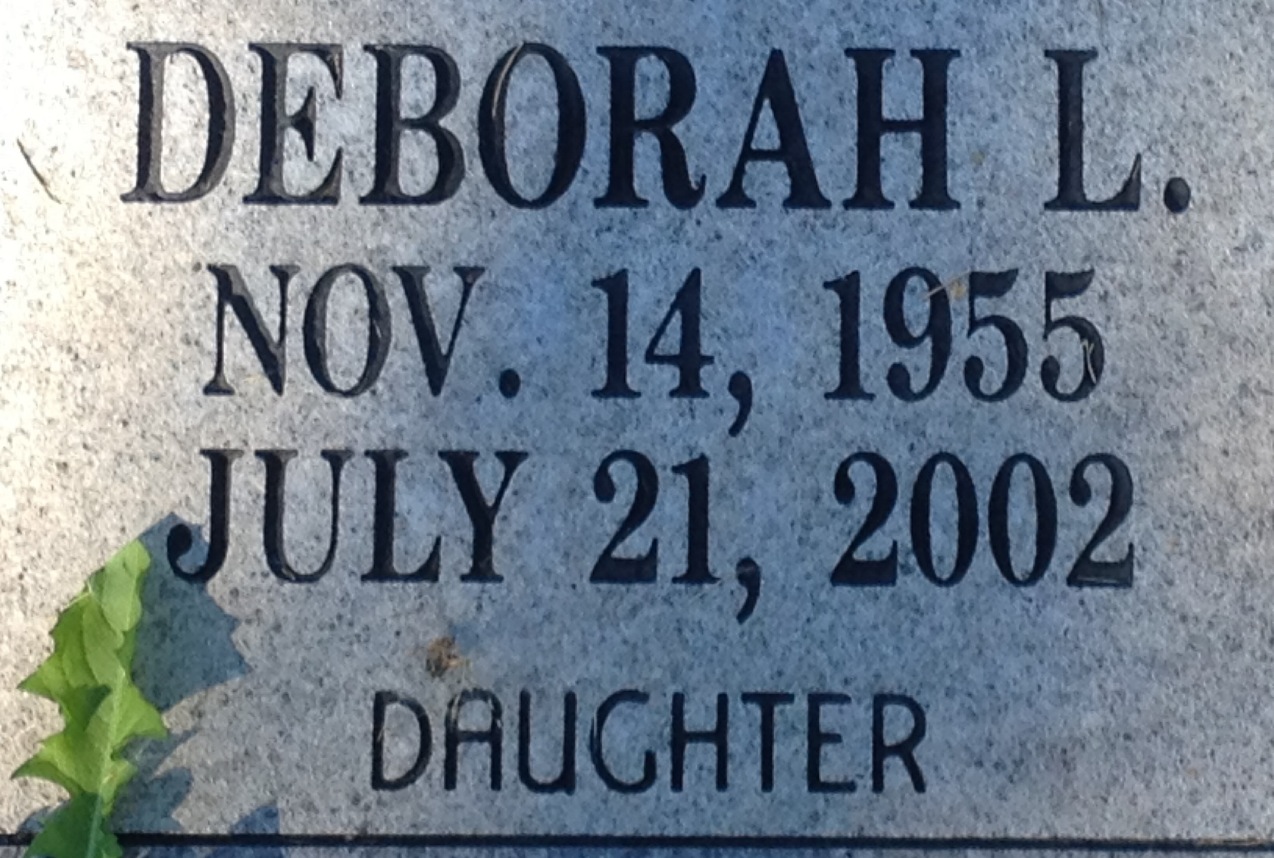 DEBORAH L.
NOV. 14, 1955
JULY 21, 2002
DAUGHTER